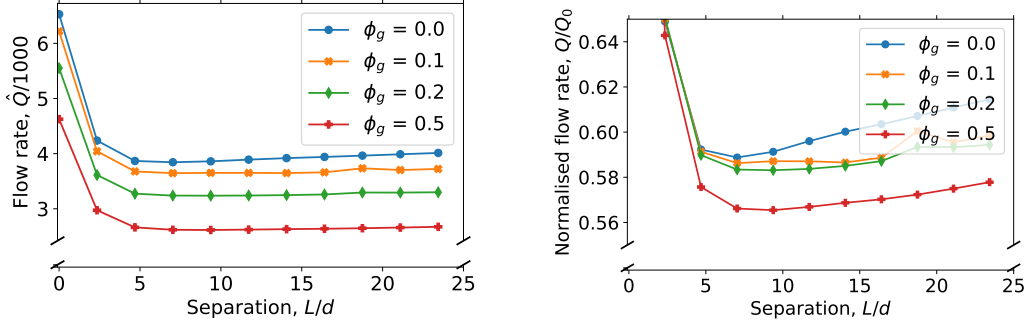 Flow rate, Q̂/1000
6
5
4
3
ϕg = 0.0
ϕg = 0.1
ϕg = 0.2
ϕg = 0.5
0 5 10 15 20 25
Separation, L/d
Normalised flow rate, Q/Q0
0.64
0.62
0.60
0.58
0.56
ϕg = 0.0
ϕg = 0.1
ϕg = 0.2
ϕg = 0.5
0 5 10 15 20 25
Separation, L/d